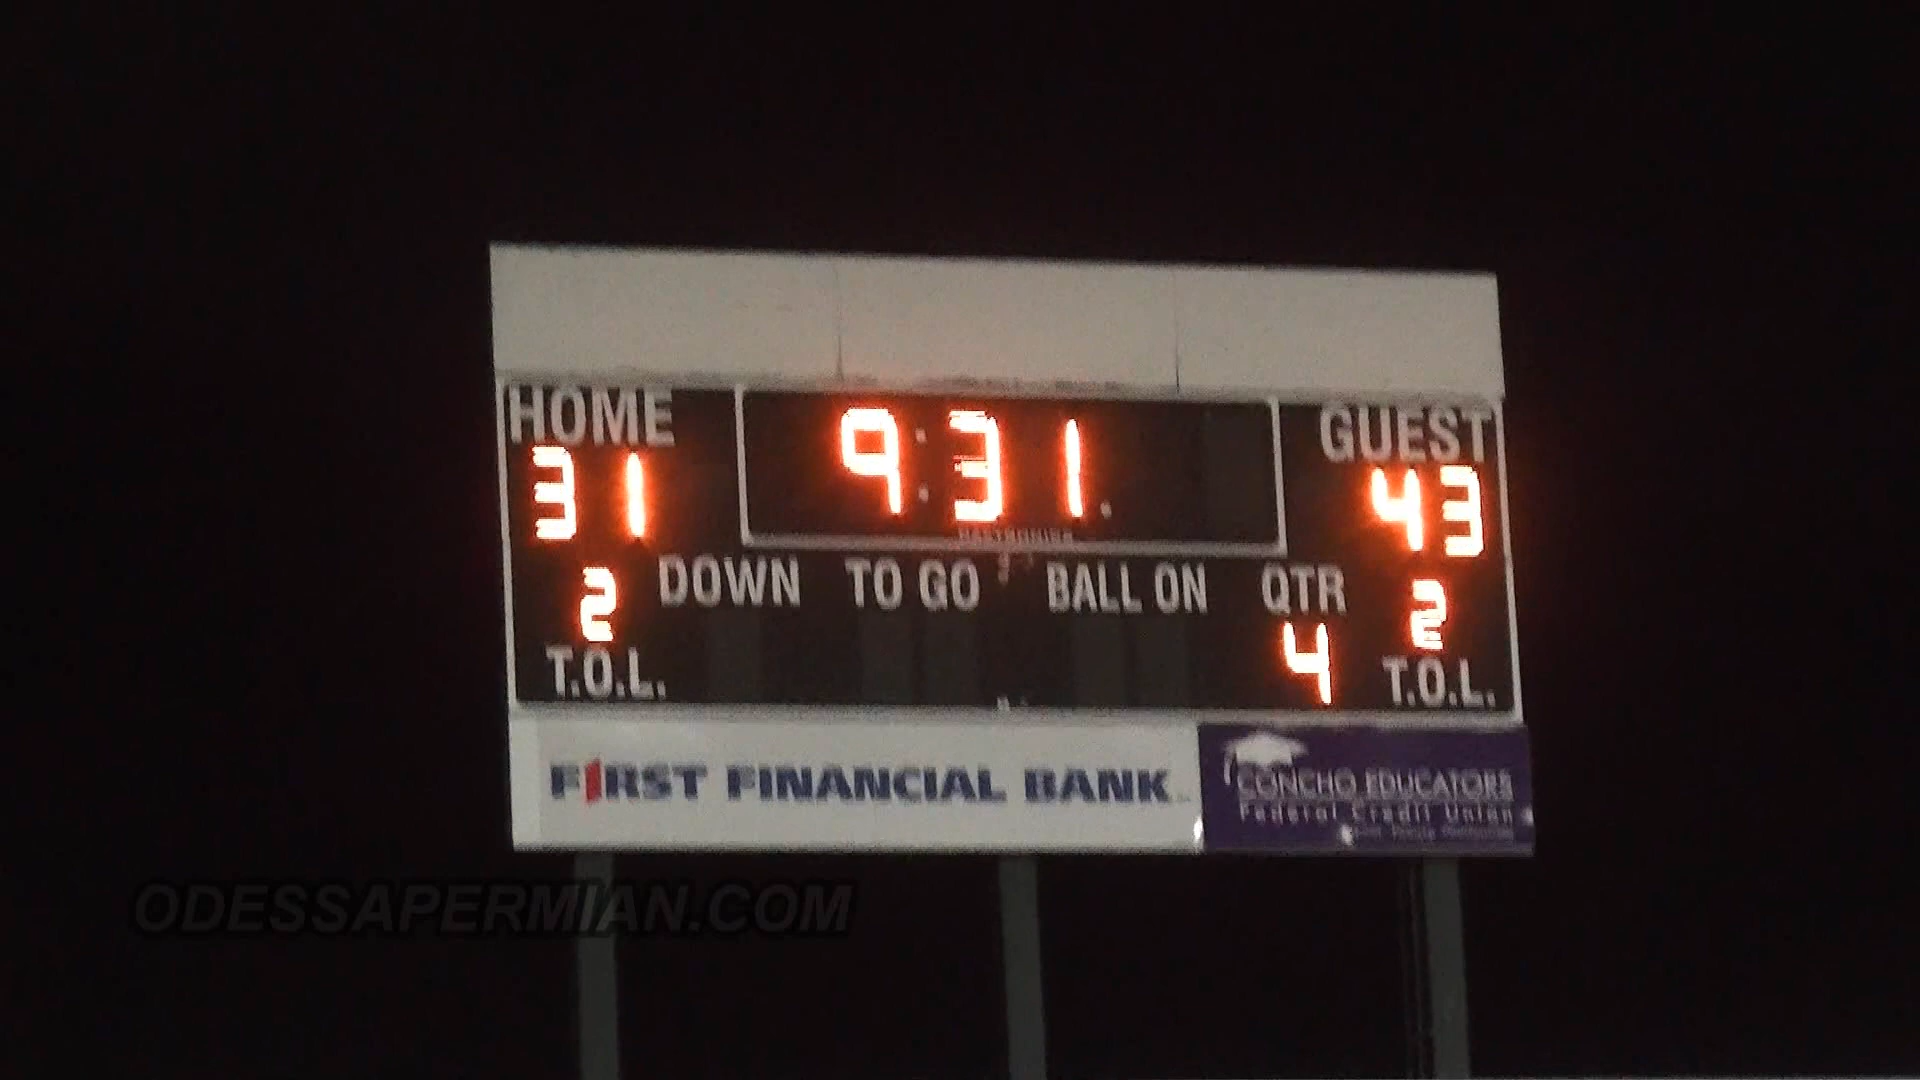 HOME 9:31 GUEST
31 43
DOWN TO GO BALL ON QTR
2 4 2
T.O.L. T.O.L.
FIRST FINANCIAL BANK
CONCHO EDUCATORS
Federal Credit Union
ODESSAPERMIAN.COM